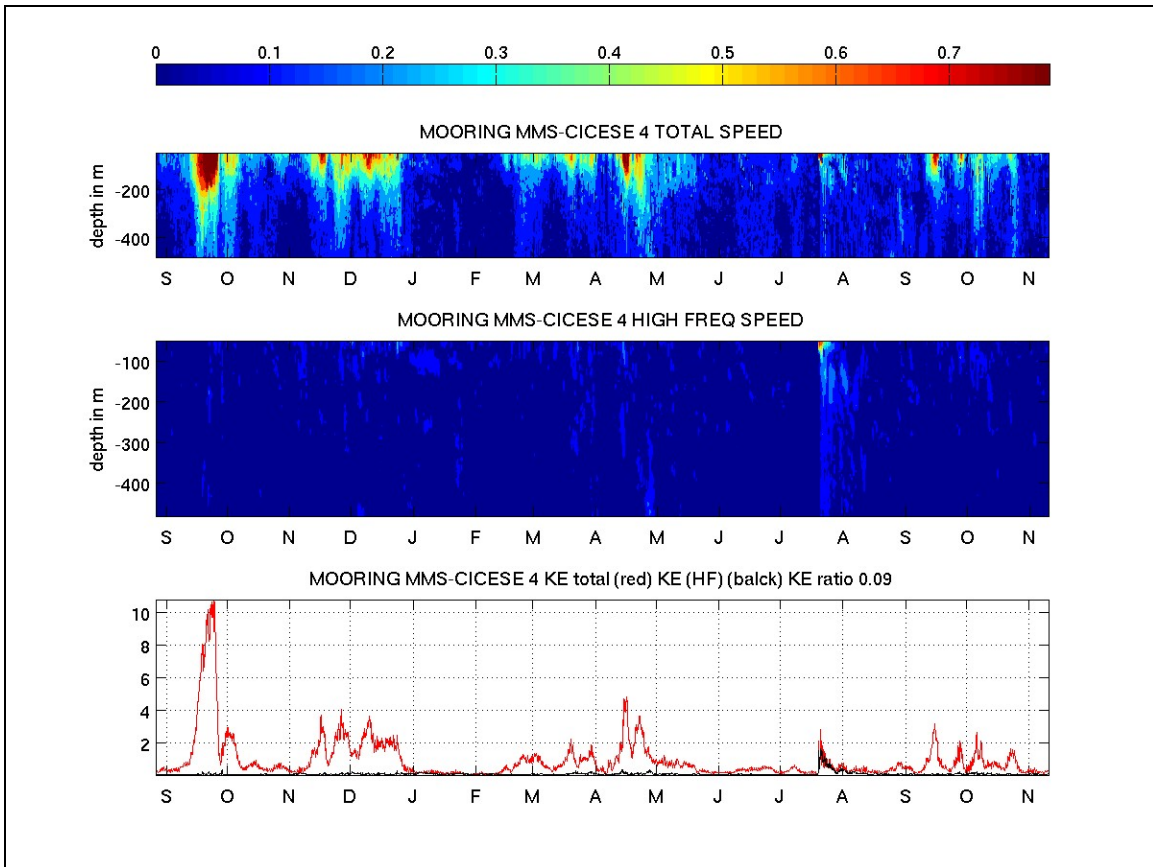 0 0.1 0.2 0.3 0.4 0.5 0.6 0.7
MOORING MMS-CICESE 4 TOTAL SPEED
depth in m
-200
-400
S O N D J F M A M J J A S O N
MOORING MMS-CICESE 4 HIGH FREQ SPEED
depth in m
-100
-200
-300
-400
S O N D J F M A M J J A S O N
MOORING MMS-CICESE 4 KE total (red) KE (HF) (balck) KE ratio 0.09
10
8
6
4
2
S O N D J F M A M J J A S O N